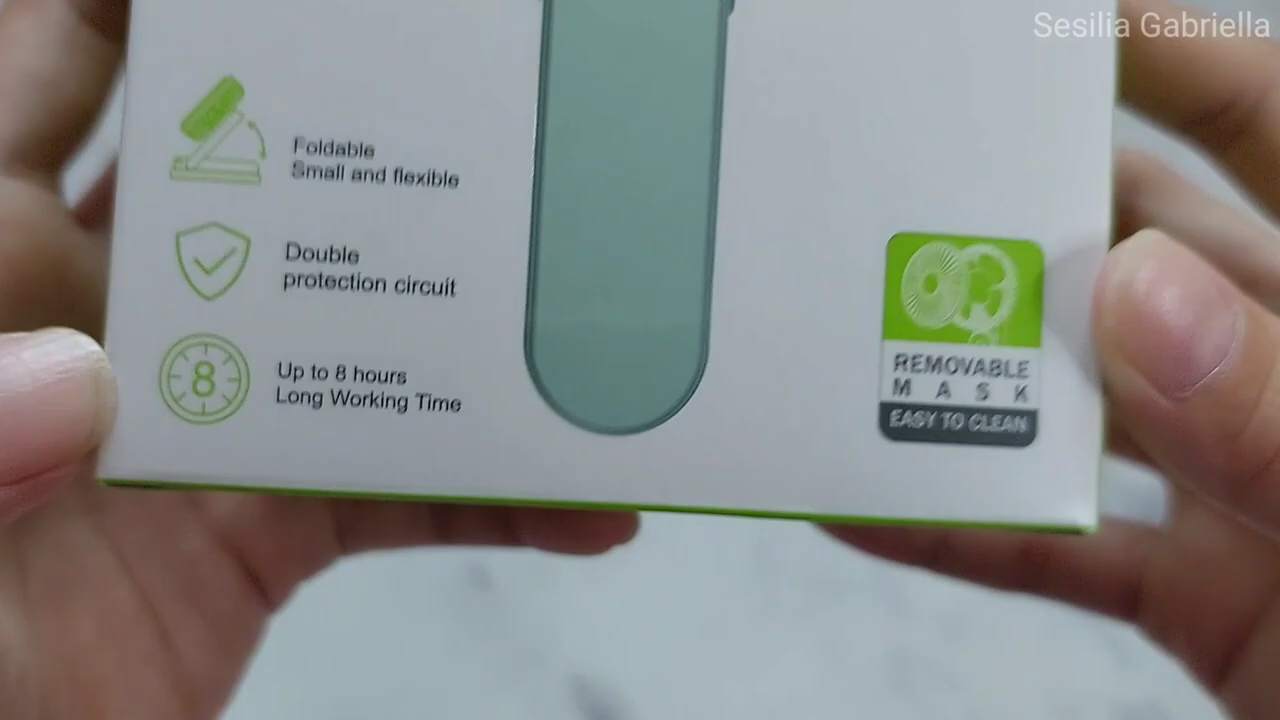 Sesilia Gabriella
Foldable
Small and flexible
Double
protection circuit
8
Up to 8 hours
Long Working Time
REMOVABLE
MASK
EASY TO CLEAN